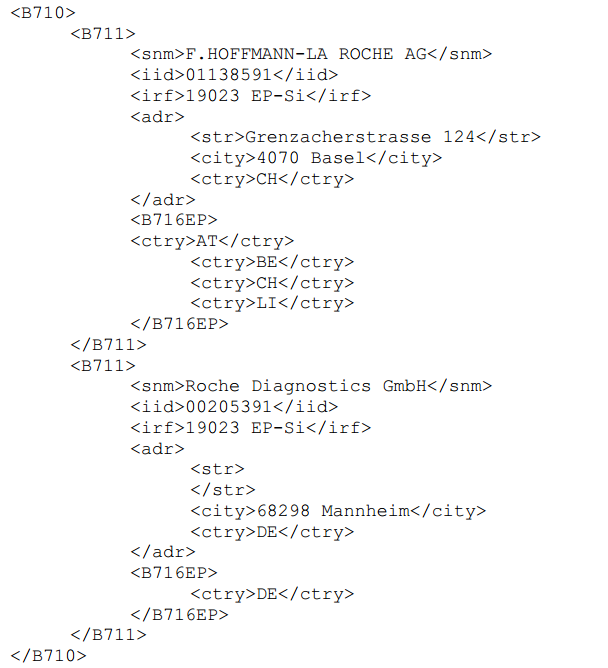 <B710>
<B711>
<snm>F.HOFFMANN-LA ROCHE AG</snm>
<iid>01138591</iid>
<irf>19023 EP-Si</irf>
<adr>
<str>Grenzacherstrasse 124</str>
<city>4070 Basel</city>
<ctry>CH</ctry>
</adr>
<B716EP>
<ctry>AT</ctry>
<ctry>BE</ctry>
<ctry>CH</ctry>
<ctry>LI</ctry>
</B716EP>
</B711>
<B711>
<snm>Roche Diagnostics GmbH</snm>
<iid>00205391</iid>
<irf>19023 EP-Si</irf>
<adr>
<str>
</str>
<city>68298 Mannheim</city>
<ctry>DE</ctry>
</adr>
<B716EP>
<ctry>DE</ctry>
</B716EP>
</B711>
</B710>